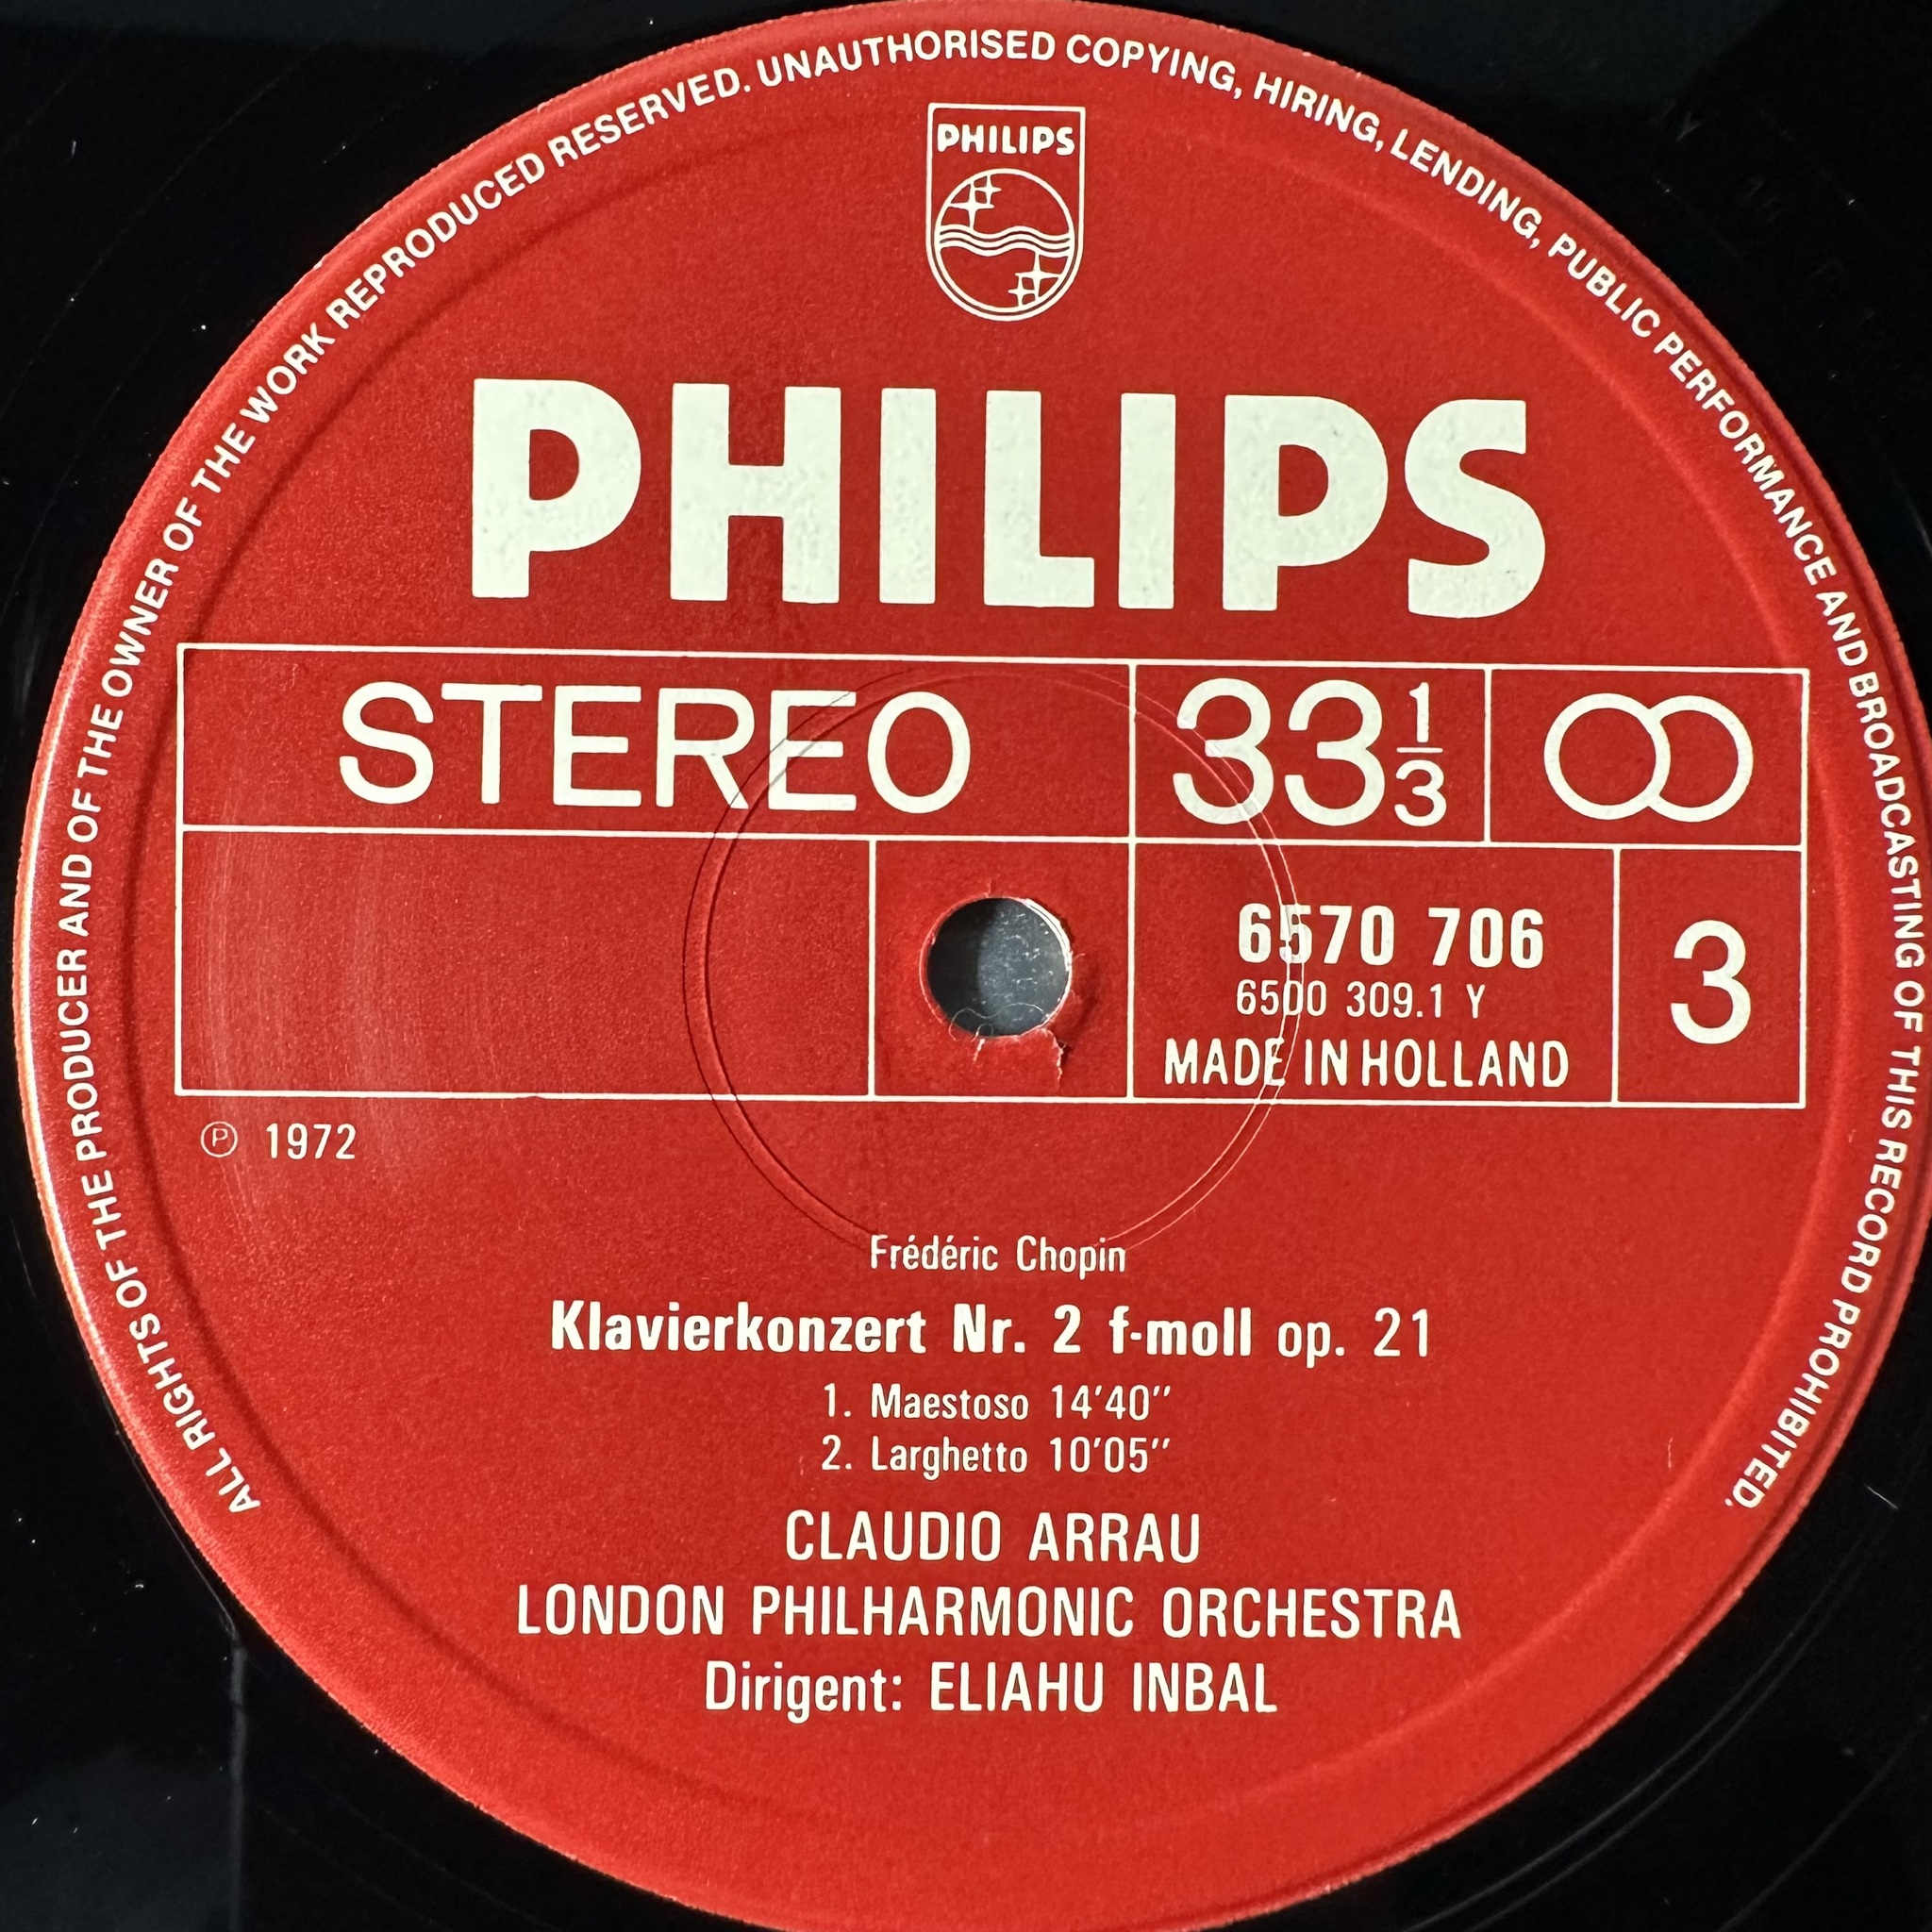 ALL RIGHTS OF THE PRODUCER AND OF THE OWNER OF THE WORK REPRODUCED RESERVED. UNAUTHORISED COPYING, HIRING, LENDING, PUBLIC PERFORMANCE AND BROADCASTING OF THIS RECORD PROHIBITED.
PHILIPS
PHILIPS
STEREO 33 1/3
6570 706
6500 309.1 Y
MADE IN HOLLAND
3
Ⓟ 1972
Frédéric Chopin
Klavierkonzert Nr. 2 f-moll op. 21
1. Maestoso 14'40''
2. Larghetto 10'05''
CLAUDIO ARRAU
LONDON PHILHARMONIC ORCHESTRA
Dirigent: ELIAHU INBAL